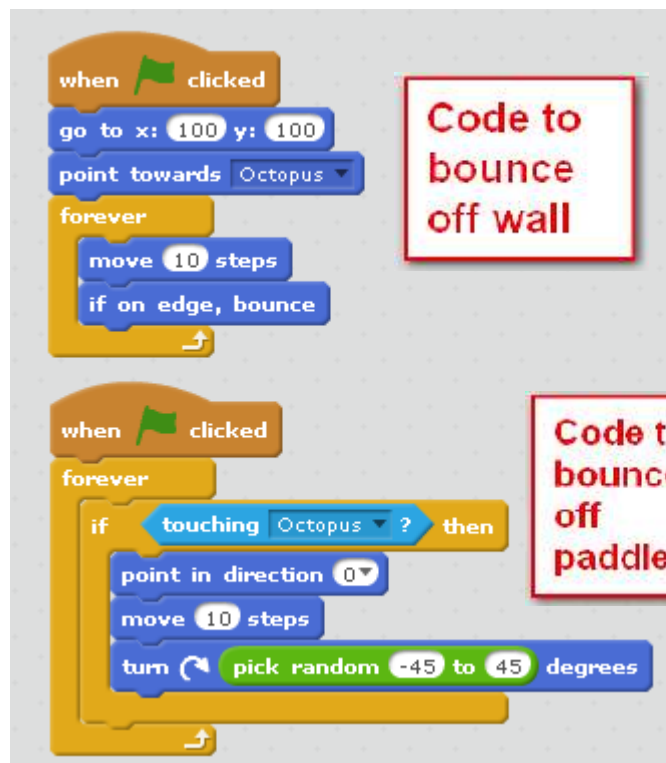 when clicked
go to x: 100 y: 100
point towards Octopus
forever
move 10 steps
if on edge, bounce
Code to
bounce
off wall
when clicked
forever
if touching Octopus ? then
point in direction 0
move 10 steps
turn pick random -45 to 45 degrees
Code t
bounc
off
paddle